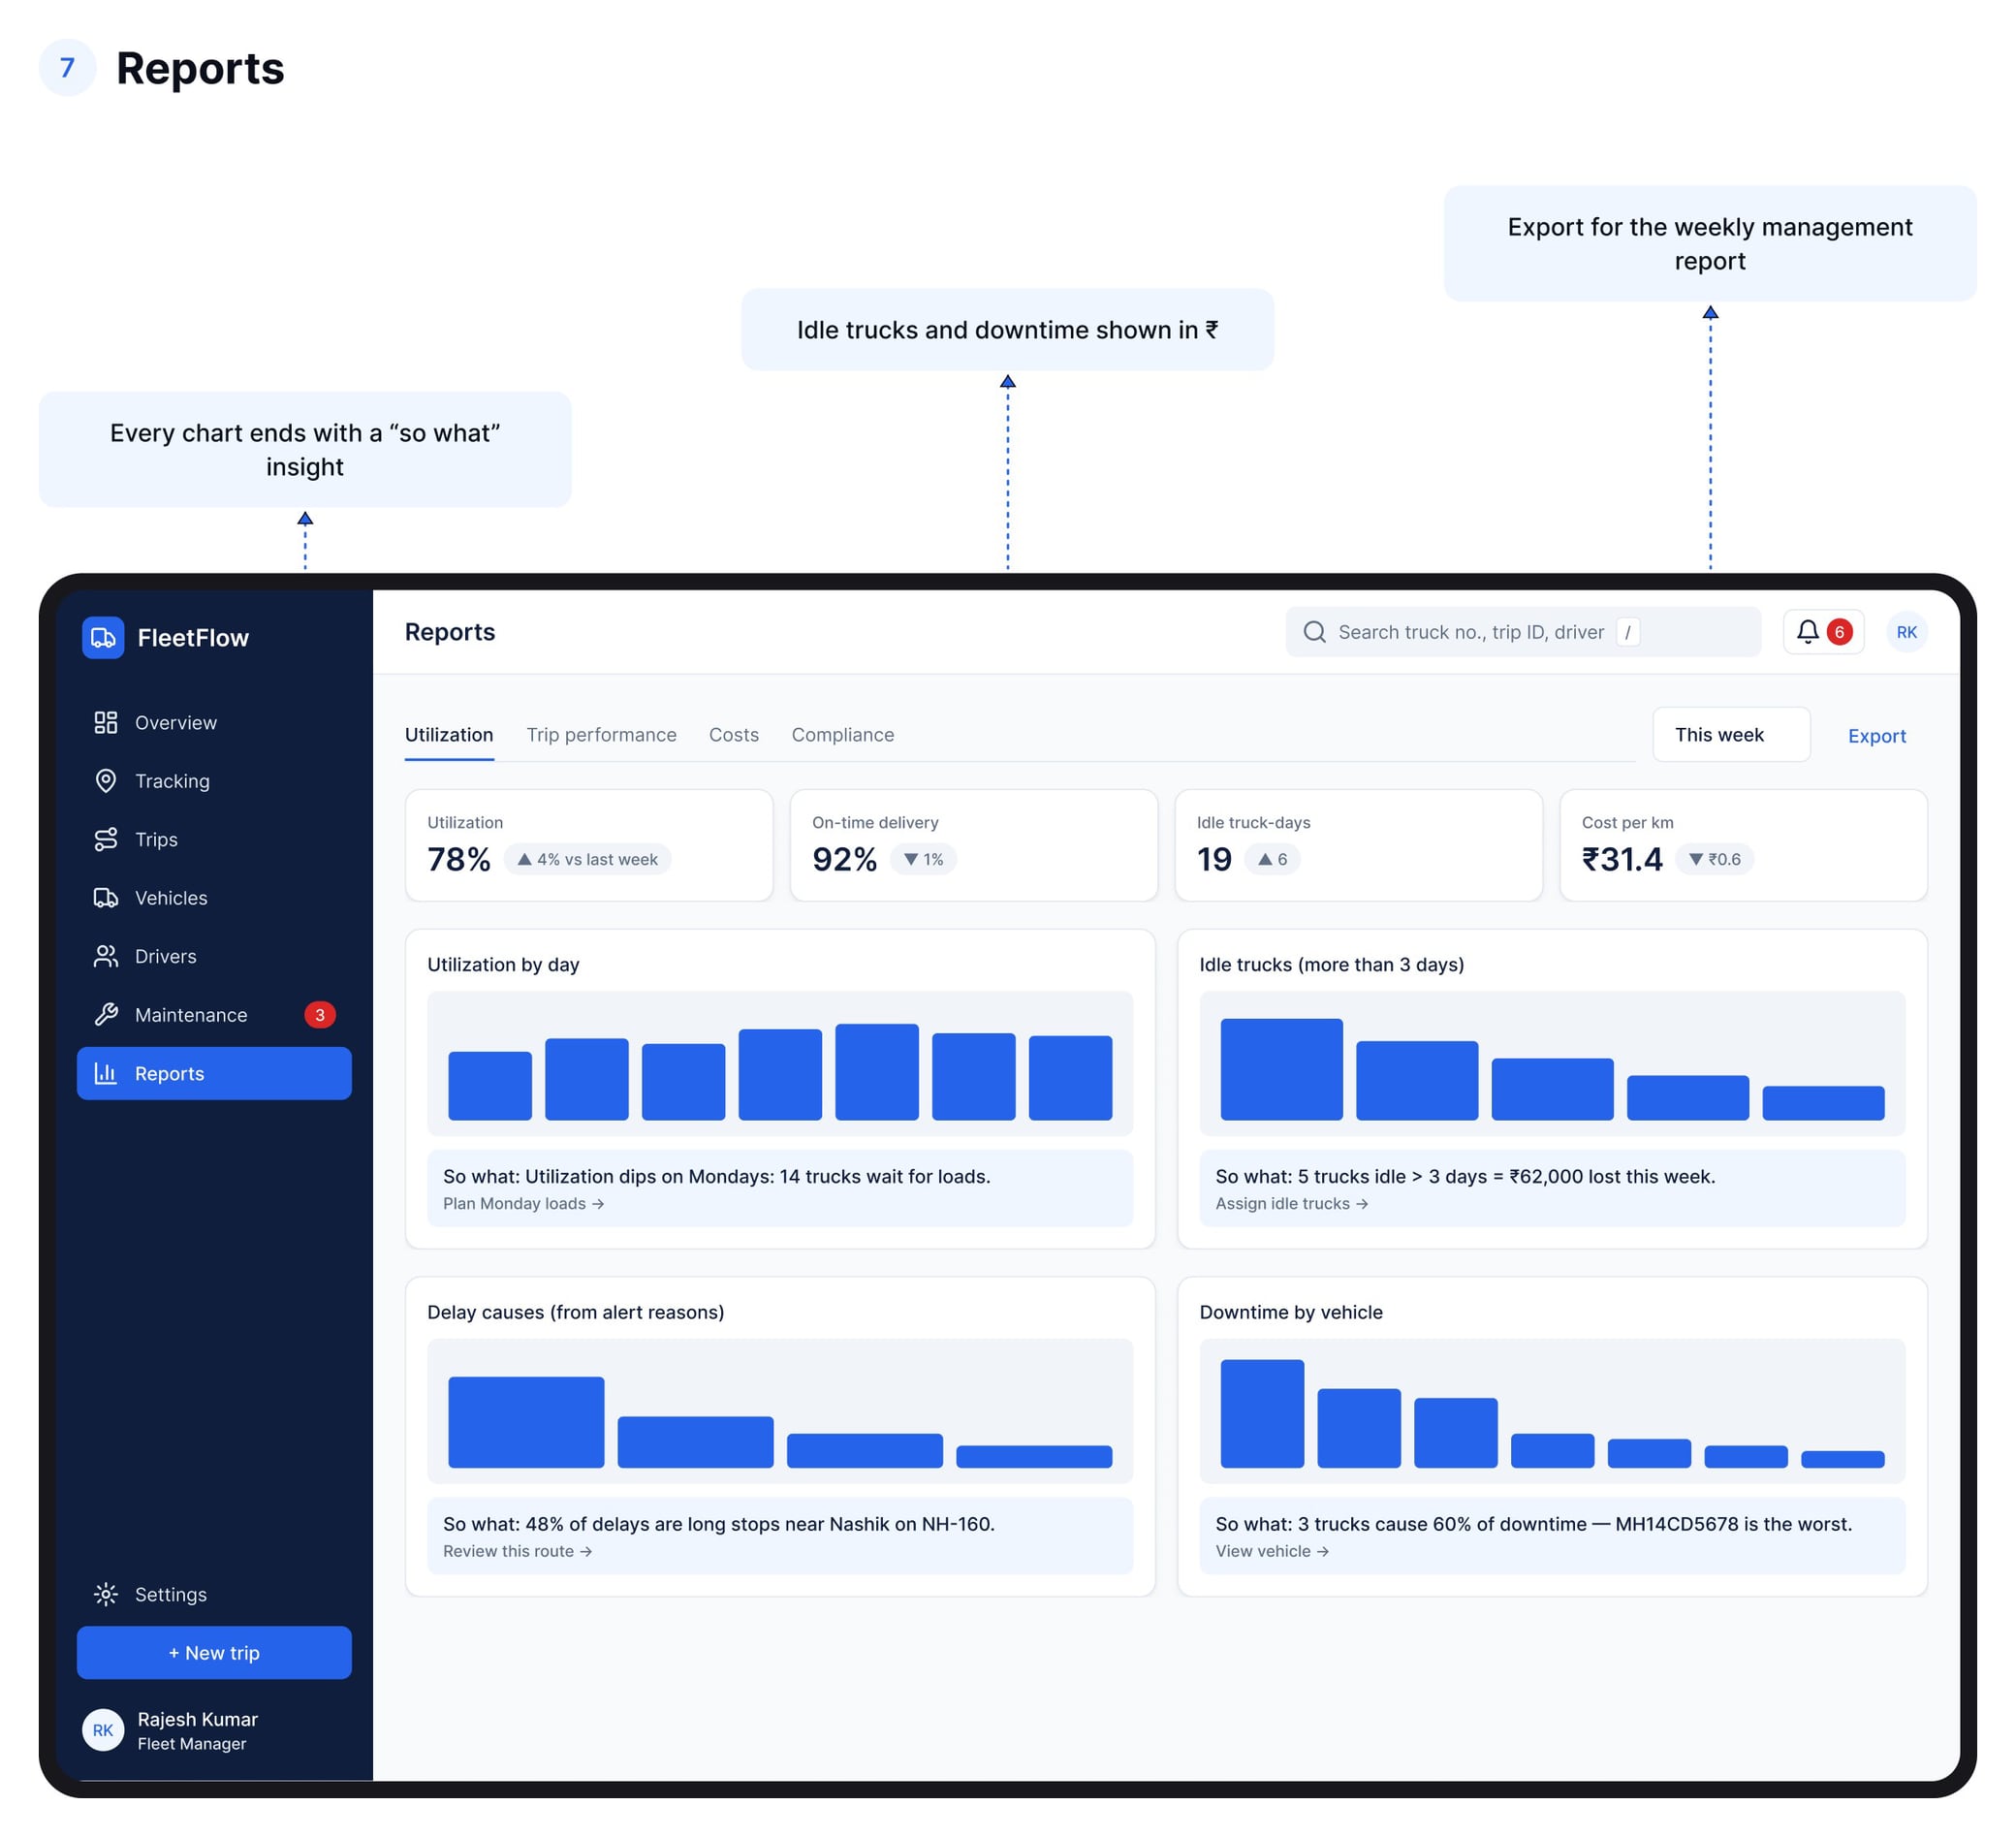 7
Reports
Export for the weekly management
report
Idle trucks and downtime shown in ₹
Every chart ends with a “so what”
insight
FleetFlow
Overview
Tracking
Trips
Vehicles
Drivers
Maintenance 3
Reports
Settings
+ New trip
RK
Rajesh Kumar
Fleet Manager
Reports
Search truck no., trip ID, driver /
6
RK
Utilization Trip performance Costs Compliance
This week
Export
Utilization
78% ▲ 4% vs last week
On-time delivery
92% ▼ 1%
Idle truck-days
19 ▲ 6
Cost per km
₹31.4 ▼ ₹0.6
Utilization by day
So what: Utilization dips on Mondays: 14 trucks wait for loads.
Plan Monday loads →
Idle trucks (more than 3 days)
So what: 5 trucks idle > 3 days = ₹62,000 lost this week.
Assign idle trucks →
Delay causes (from alert reasons)
So what: 48% of delays are long stops near Nashik on NH-160.
Review this route →
Downtime by vehicle
So what: 3 trucks cause 60% of downtime — MH14CD5678 is the worst.
View vehicle →